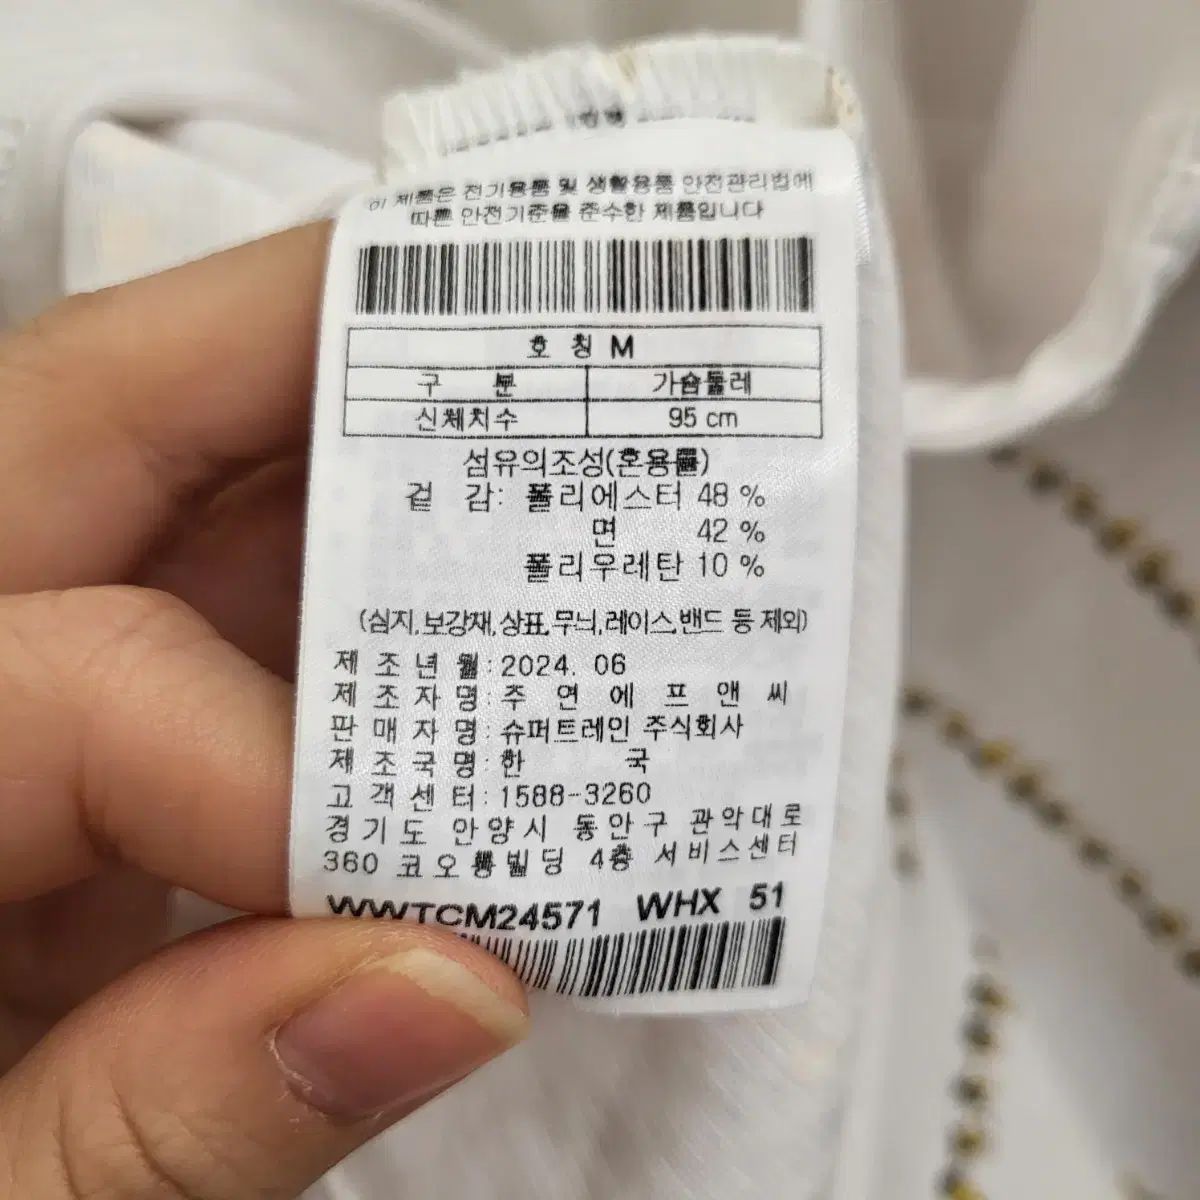 이 제품은 전기용품 및 생활용품 안전관리법에
따른 안전기준을 준수한 제품입니다
호 칭 M
구 분 가슴둘레
신체치수 95 cm
섬유의조성(혼용률)
겉 감: 폴리에스터 48 %
면 42 %
폴리우레탄 10 %
(심지,보강재,상표,무늬,레이스,밴드 등 제외)
제 조 년 월: 2024. 06
제 조 자 명: 주 연 에 프 앤 씨
판 매 자 명: 슈퍼트레인 주식회사
제 조 국 명: 한 국
고 객 센 터: 1588-3260
경 기 도 안 양 시 동 안 구 관 악 대 로
360 코 오 롱 빌 딩 4층 서 비 스 센 터
WWTCM24571 WHX 51